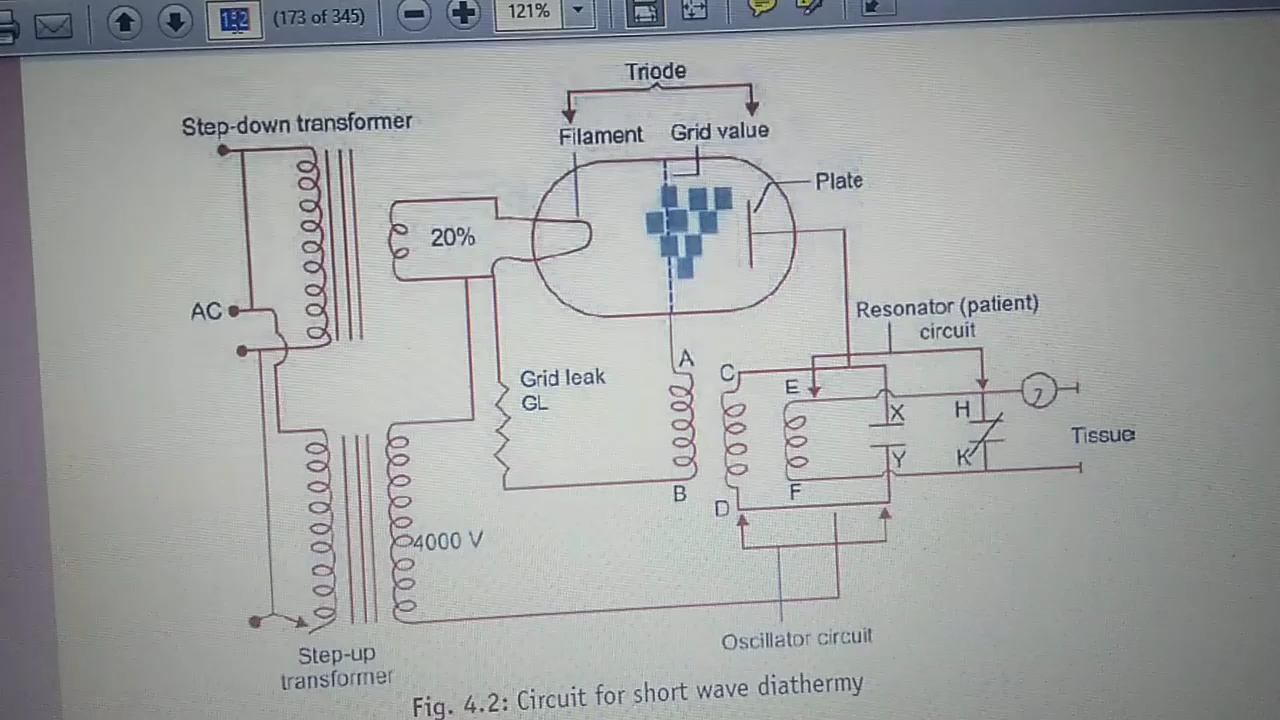 132 (173 of 345) 121%
Triode
Step-down transformer
Filament Grid value
Plate
20%
AC
Resonator (patient)
circuit
Grid leak
GL
A
C
E
X
H
Tissue
Y
K
B
F
D
4000 V
Oscillator circuit
Step-up
transformer
Fig. 4.2: Circuit for short wave diathermy